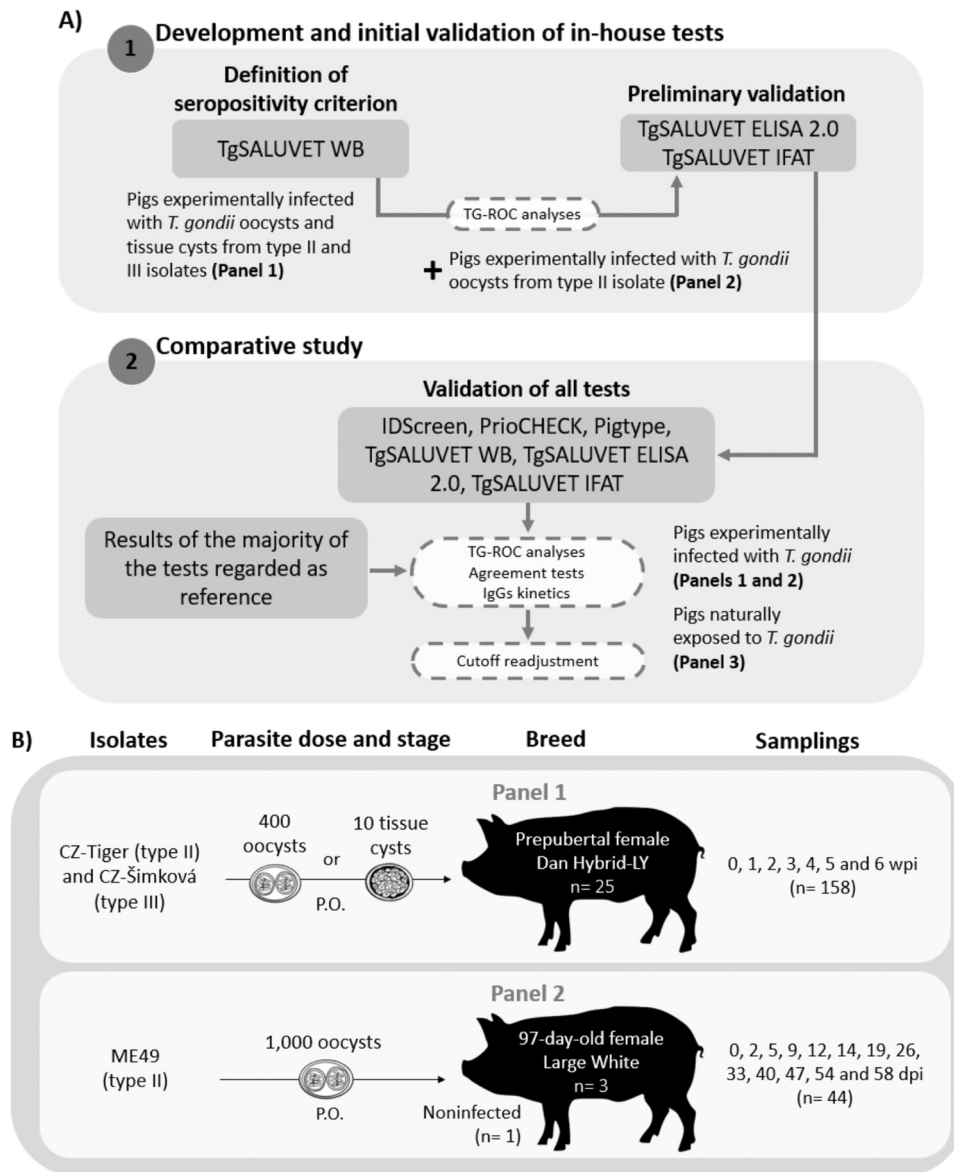 A)
1
Development and initial validation of in-house tests
Definition of
seropositivity criterion
TgSALUVET WB
Pigs experimentally infected
with T. gondii oocysts and
tissue cysts from type II and
III isolates (Panel 1)
TG-ROC analyses
Preliminary validation
TgSALUVET ELISA 2.0
TgSALUVET IFAT
+
Pigs experimentally infected with T. gondii
oocysts from type II isolate (Panel 2)
2
Comparative study
Validation of all tests
IDScreen, PrioCHECK, Pigtype,
TgSALUVET WB, TgSALUVET ELISA
2.0, TgSALUVET IFAT
Results of the majority of
the tests regarded as
reference
TG-ROC analyses
Agreement tests
IgGs kinetics
Cutoff readjustment
Pigs experimentally
infected with T. gondii
(Panels 1 and 2)
Pigs naturally
exposed to T. gondii
(Panel 3)
B)
Isolates
Parasite dose and stage
Breed
Samplings
Panel 1
CZ-Tiger (type II)
and CZ-Šimková
(type III)
400
oocysts
or
10 tissue
cysts
P.O.
Prepubertal female
Dan Hybrid-LY
n= 25
0, 1, 2, 3, 4, 5 and 6 wpi
(n= 158)
Panel 2
ME49
(type II)
1,000 oocysts
P.O.
97-day-old female
Large White
n= 3
Noninfected
(n= 1)
0, 2, 5, 9, 12, 14, 19, 26,
33, 40, 47, 54 and 58 dpi
(n= 44)